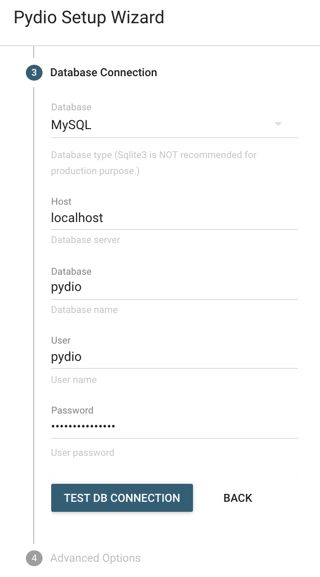 Pydio Setup Wizard
3 Database Connection
Database
MySQL
Database type (Sqlite3 is NOT recommended for
production purpose.)
Host
localhost
Database server
Database
pydio
Database name
User
pydio
User name
Password
•••••••••••••••
User password
TEST DB CONNECTION BACK
4 Advanced Options